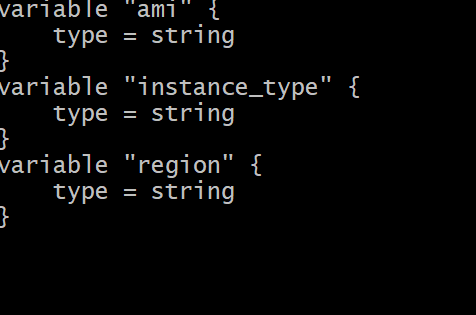 variable "ami" {
    type = string
}
variable "instance_type" {
    type = string
}
variable "region" {
    type = string
}